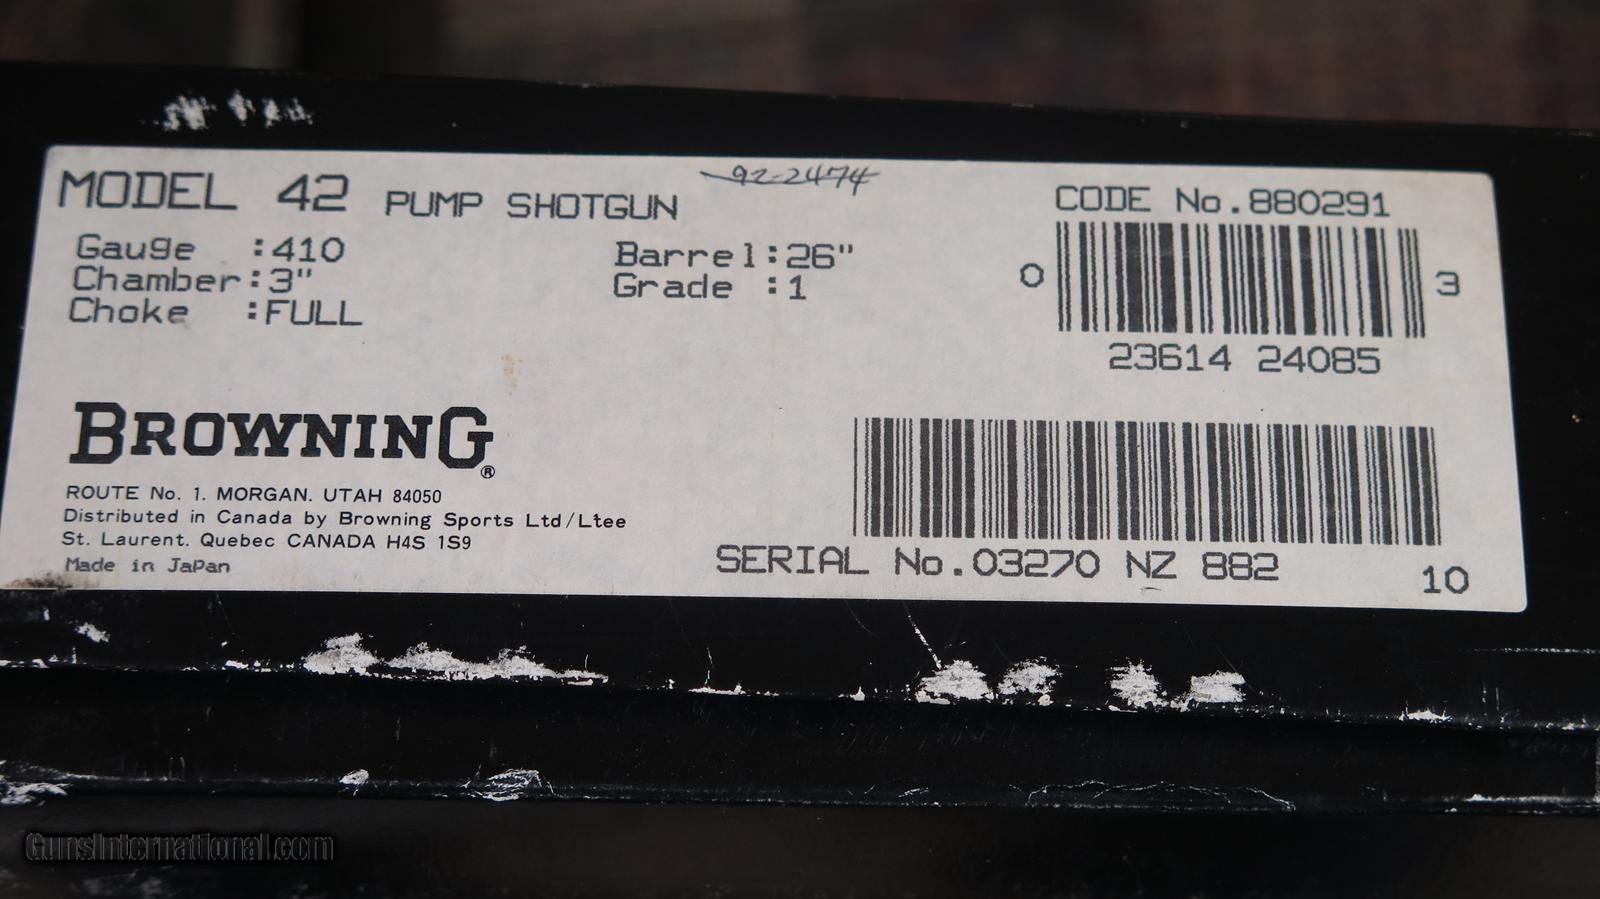 92-2474
MODEL 42 PUMP SHOTGUN
CODE No.880291
Gauge :410
Chamber:3"
Choke :FULL
Barrel:26"
Grade :1
0 3
23614 24085
BROWNING®
ROUTE No. 1. MORGAN. UTAH 84050
Distributed in Canada by Browning Sports Ltd/Ltee
St. Laurent. Quebec CANADA H4S 1S9
Made in JaPan
SERIAL No.03270 NZ 882
10
GunsInternational.com